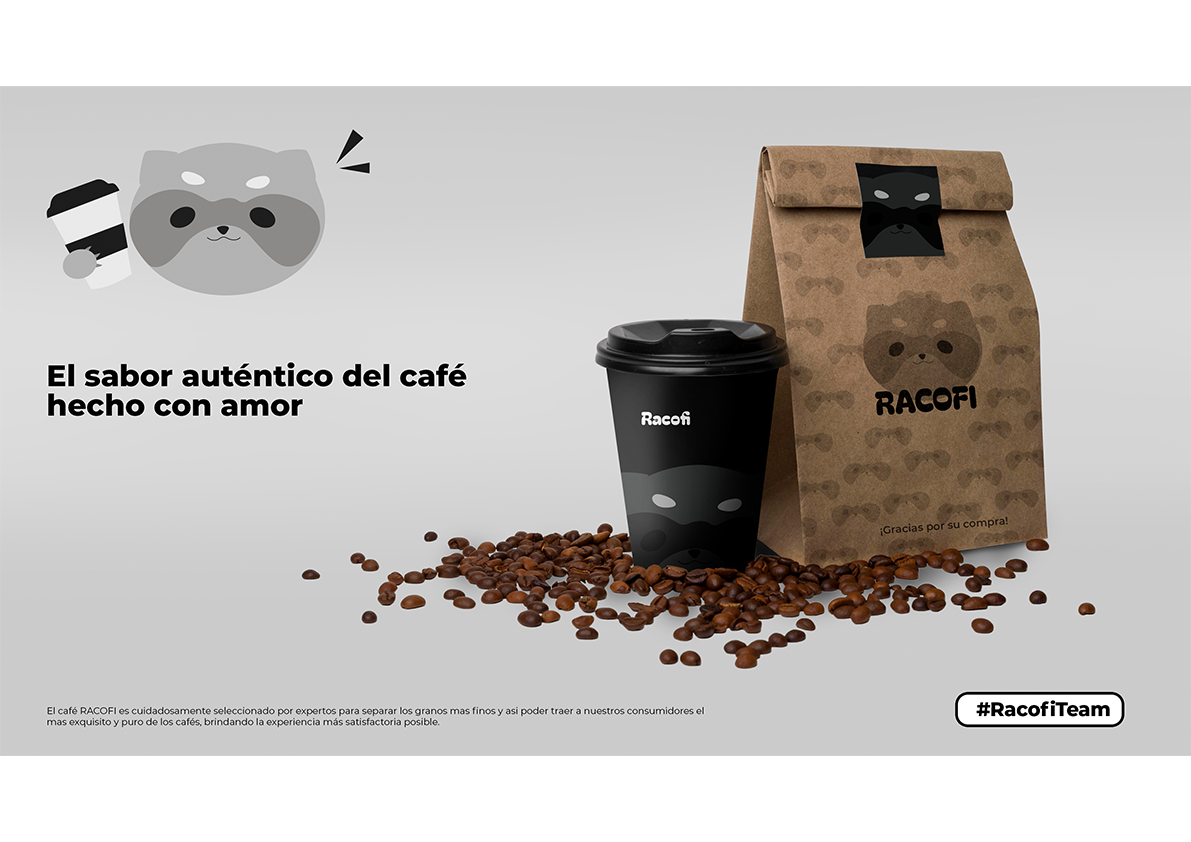 El sabor auténtico del café
hecho con amor
Racofi
RACOFI
¡Gracias por su compra!
El café RACOFI es cuidadosamente seleccionado por expertos para separar los granos mas finos y asi poder traer a nuestros consumidores el
mas exquisito y puro de los cafés, brindando la experiencia más satisfactoria posible.
#RacofiTeam